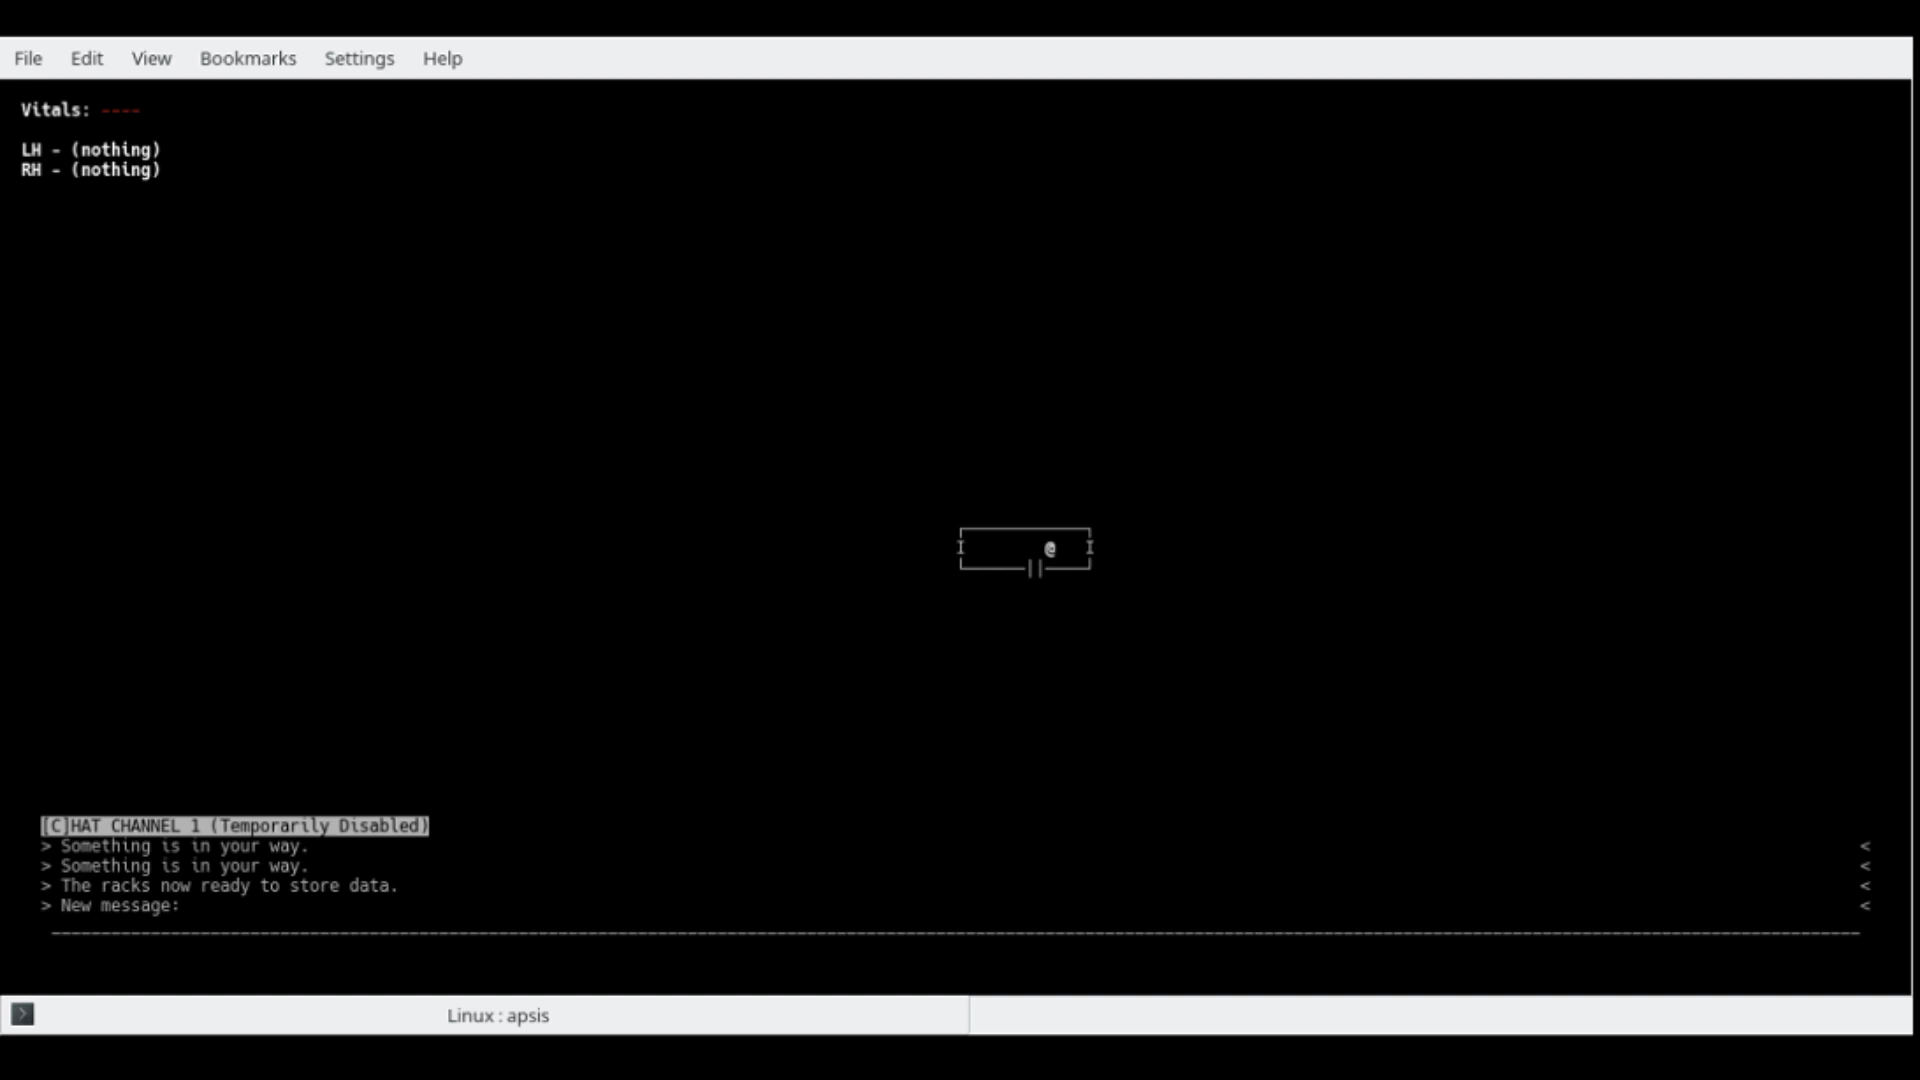 File Edit View Bookmarks Settings Help
Vitals: ----
LH - (nothing)
RH - (nothing)
@
[C]HAT CHANNEL 1 (Temporarily Disabled)
> Something is in your way. <
> Something is in your way. <
> The racks now ready to store data. <
> New message: <
Linux : apsis